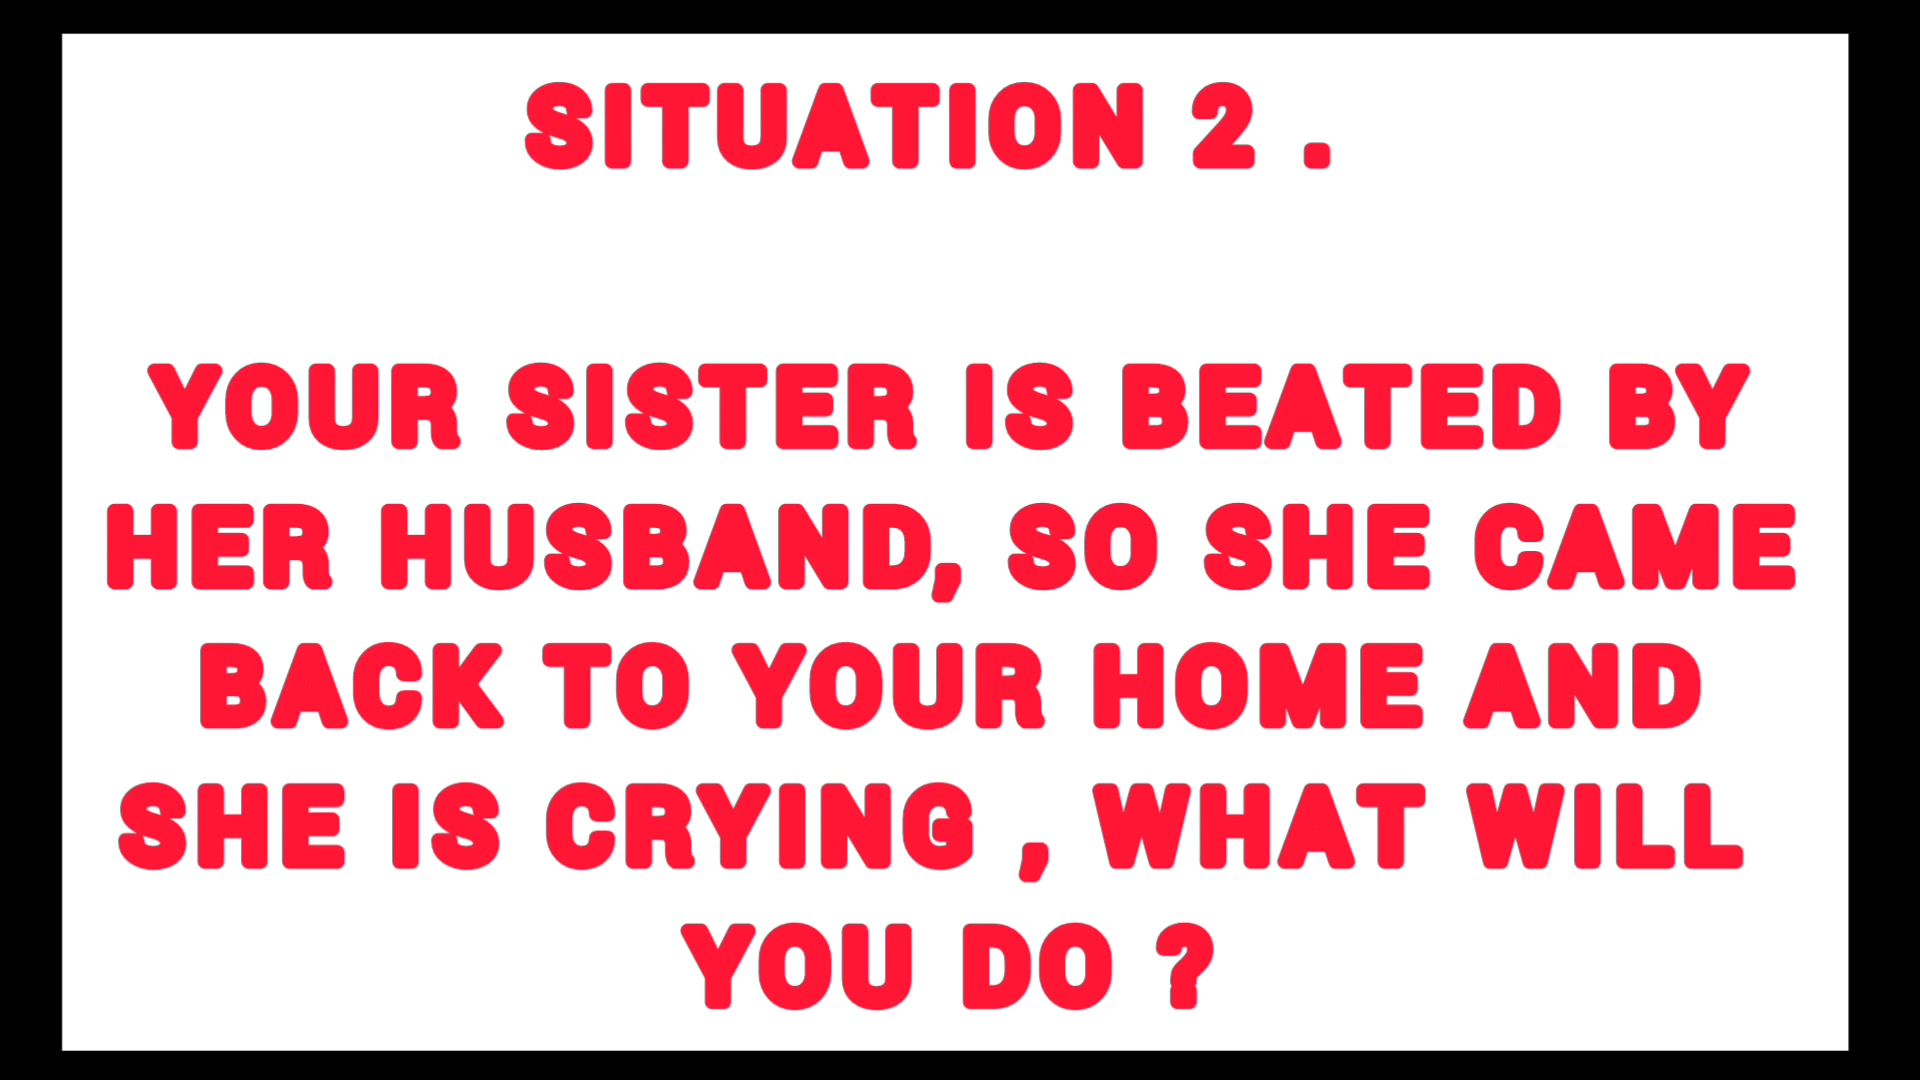 SITUATION 2 .
YOUR SISTER IS BEATED BY
HER HUSBAND, SO SHE CAME
BACK TO YOUR HOME AND
SHE IS CRYING , WHAT WILL
YOU DO ?